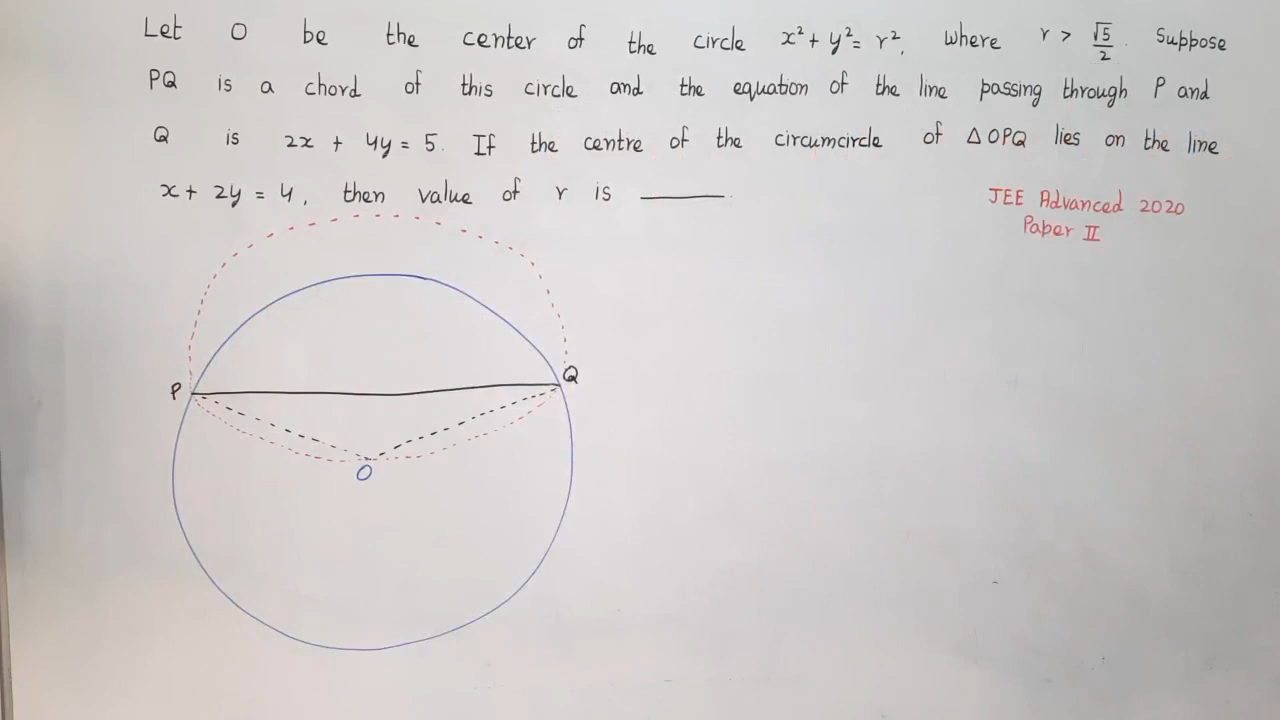 Let O be the center of the circle x² + y² = r², where r > √5/2. Suppose
PQ is a chord of this circle and the equation of the line passing through P and
Q is 2x + 4y = 5. If the centre of the circumcircle of △OPQ lies on the line
x + 2y = 4, then value of r is ______.
JEE Advanced 2020
Paper II
P
Q
O